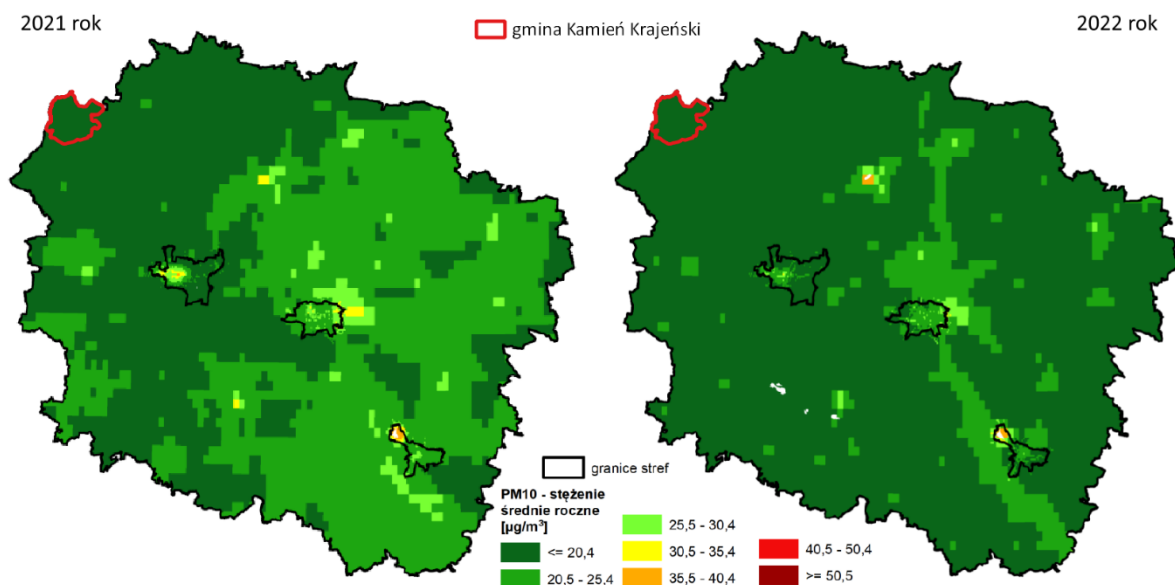 2021 rok
gmina Kamień Krajeński
2022 rok
granice stref
PM10 - stężenie
średnie roczne
[µg/m³]
<= 20,4
20,5 - 25,4
25,5 - 30,4
30,5 - 35,4
35,5 - 40,4
40,5 - 50,4
>= 50,5